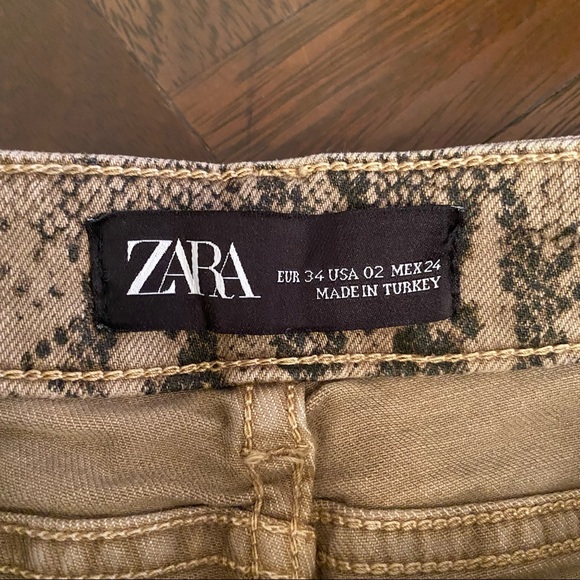 ZARA
EUR 34 USA 02 MEX 24
MADE IN TURKEY